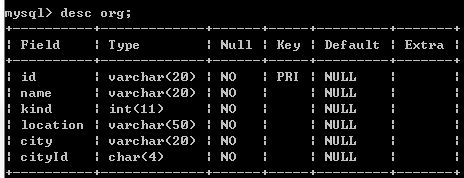 mysql> desc org;
+----------+-------------+------+-----+---------+-------+
| Field    | Type        | Null | Key | Default | Extra |
+----------+-------------+------+-----+---------+-------+
| id       | varchar(20) | NO   | PRI | NULL    |       |
| name     | varchar(20) | NO   |     | NULL    |       |
| kind     | int(11)     | NO   |     | NULL    |       |
| location | varchar(50) | NO   |     | NULL    |       |
| city     | varchar(20) | NO   |     | NULL    |       |
| cityId   | char(4)     | NO   |     | NULL    |       |
+----------+-------------+------+-----+---------+-------+